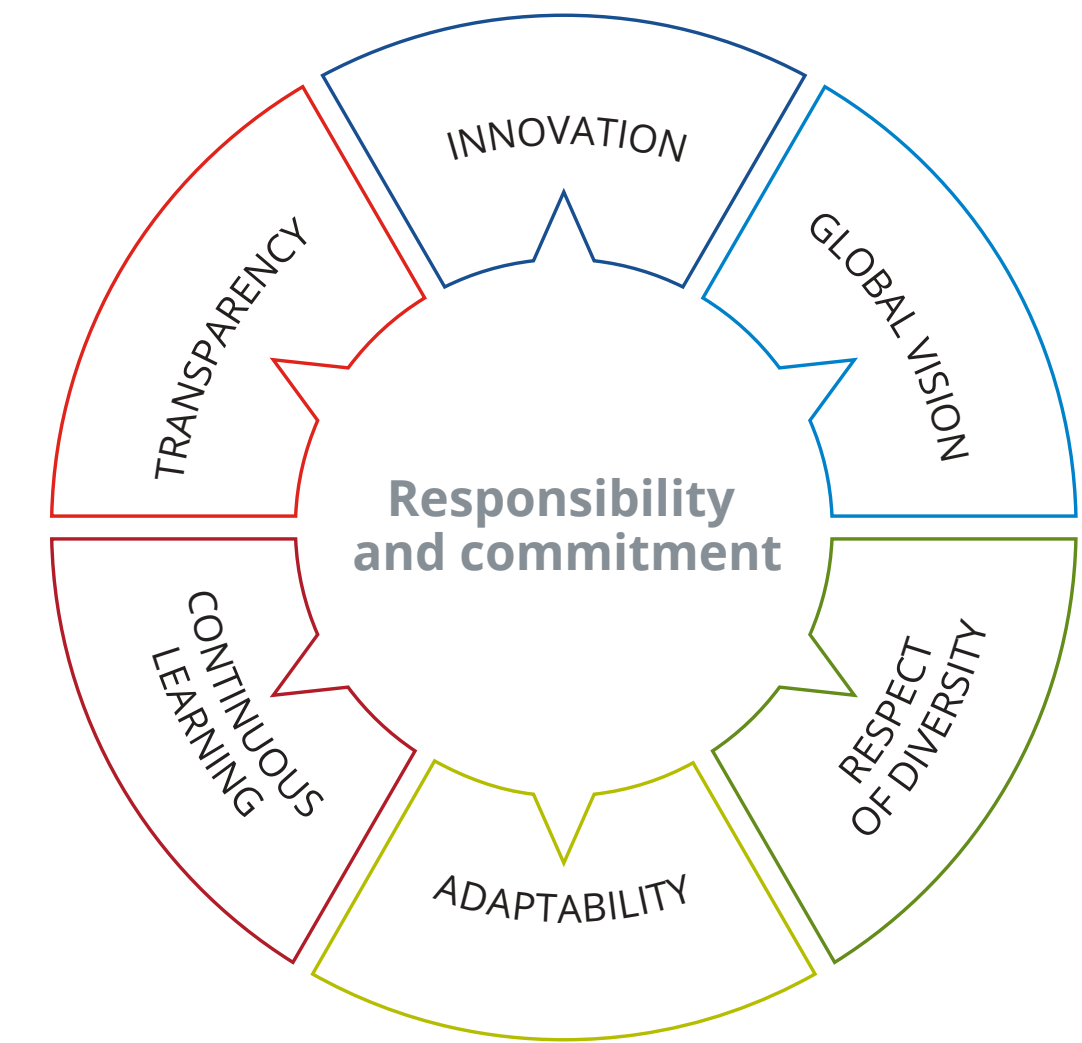 INNOVATION
GLOBAL VISION
RESPECT
OF DIVERSITY
ADAPTABILITY
CONTINUOUS
LEARNING
TRANSPARENCY
Responsibility
and commitment